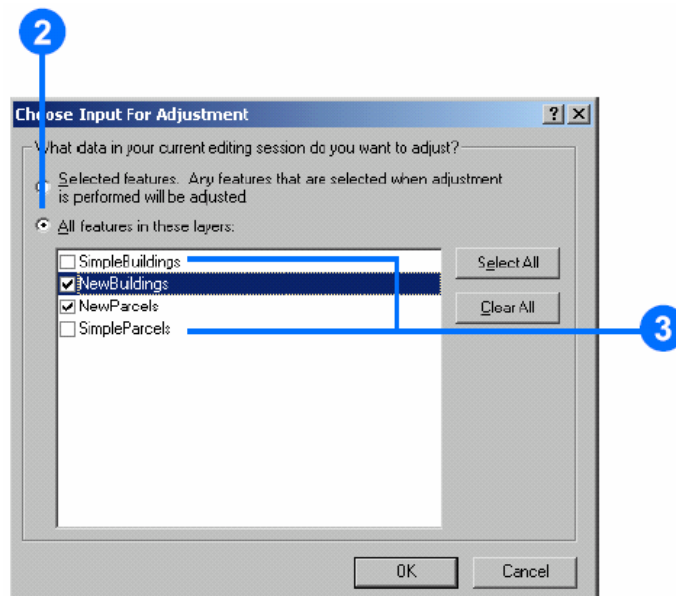 2
Choose Input For Adjustment
What data in your current editing session do you want to adjust?
Selected features. Any features that are selected when adjustment
is performed will be adjusted
All features in these layers:
SimpleBuildings
NewBuildings
NewParcels
SimpleParcels
Select All
Clear All
3
OK
Cancel